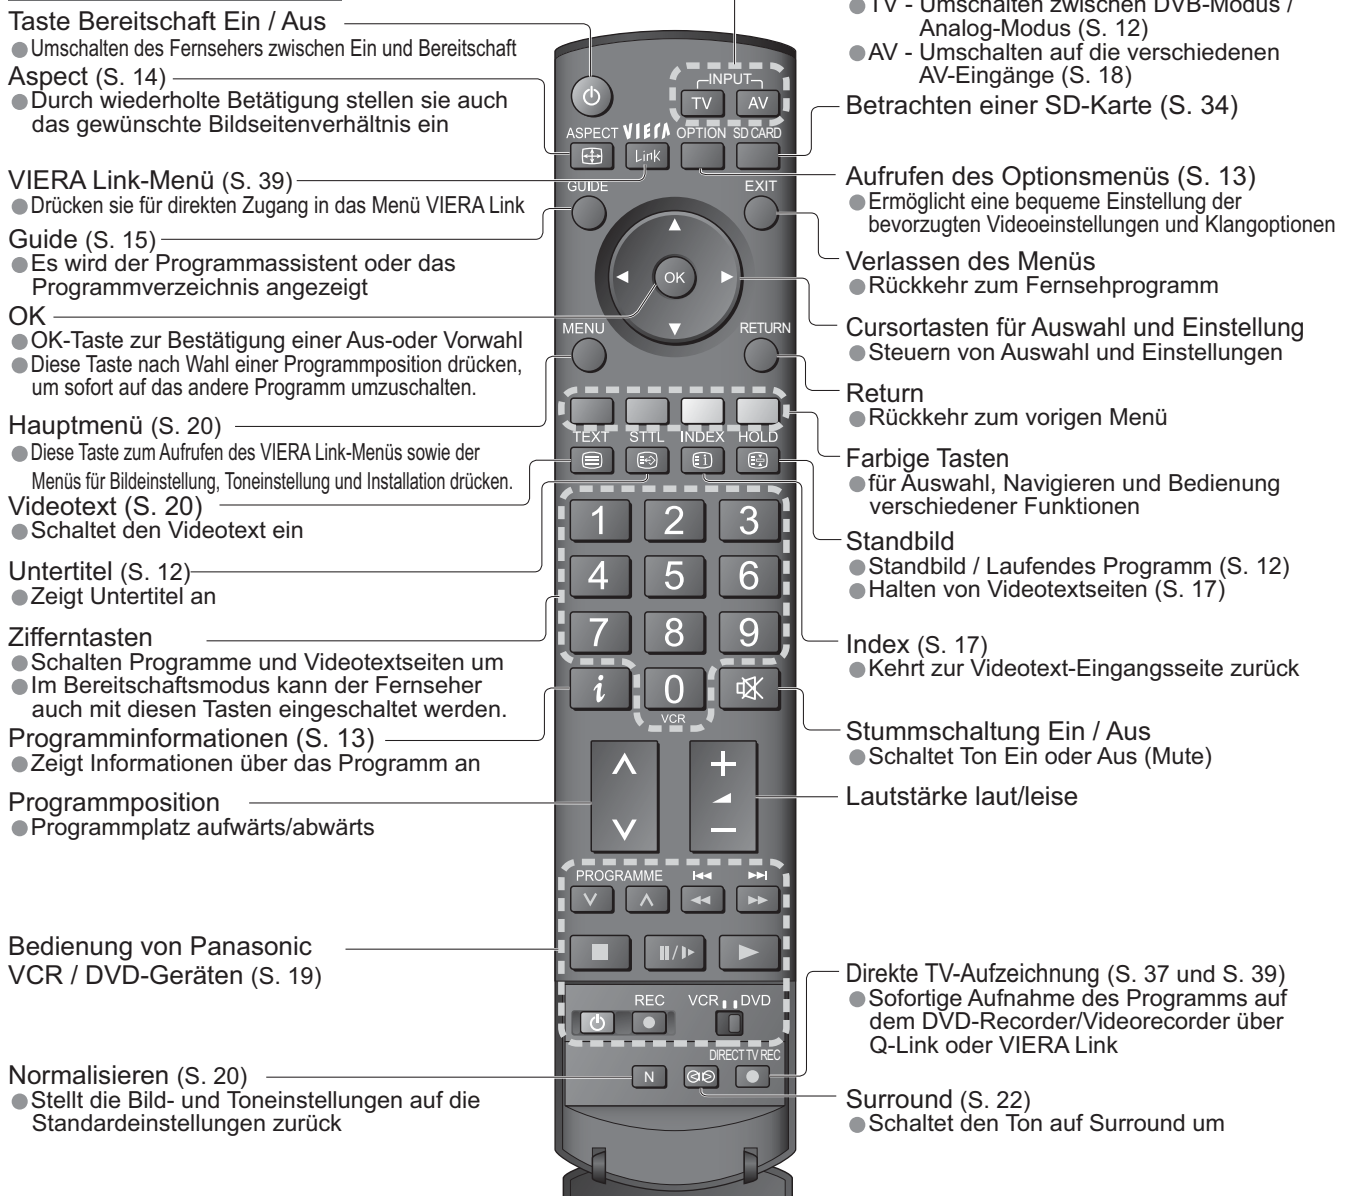 Taste Bereitschaft Ein / Aus
●Umschalten des Fernsehers zwischen Ein und Bereitschaft
Aspect (S. 14)
●Durch wiederholte Betätigung stellen sie auch
das gewünschte Bildseitenverhältnis ein
VIERA Link-Menü (S. 39)
●Drücken sie für direkten Zugang in das Menü VIERA Link
Guide (S. 15)
●Es wird der Programmassistent oder das
Programmverzeichnis angezeigt
OK
●OK-Taste zur Bestätigung einer Aus-oder Vorwahl
●Diese Taste nach Wahl einer Programmposition drücken,
um sofort auf das andere Programm umzuschalten.
Hauptmenü (S. 20)
●Diese Taste zum Aufrufen des VIERA Link-Menüs sowie der
Menüs für Bildeinstellung, Toneinstellung und Installation drücken.
Videotext (S. 20)
●Schaltet den Videotext ein
Untertitel (S. 12)
●Zeigt Untertitel an
Zifferntasten
●Schalten Programme und Videotextseiten um
●Im Bereitschaftsmodus kann der Fernseher
auch mit diesen Tasten eingeschaltet werden.
Programminformationen (S. 13)
●Zeigt Informationen über das Programm an
Programmposition
●Programmplatz aufwärts/abwärts
Bedienung von Panasonic
VCR / DVD-Geräten (S. 19)
Normalisieren (S. 20)
●Stellt die Bild- und Toneinstellungen auf die
Standardeinstellungen zurück
INPUT
TV AV
ASPECT VIERA OPTION SD CARD
Link
GUIDE EXIT
OK
MENU RETURN
TEXT STTL INDEX HOLD
1 2 3
4 5 6
7 8 9
i 0
VCR
+
−
PROGRAMME
REC VCR DVD
DIRECT TV REC
N
●TV - Umschalten zwischen DVB-Modus /
Analog-Modus (S. 12)
●AV - Umschalten auf die verschiedenen
AV-Eingänge (S. 18)
Betrachten einer SD-Karte (S. 34)
Aufrufen des Optionsmenüs (S. 13)
●Ermöglicht eine bequeme Einstellung der
bevorzugten Videoeinstellungen und Klangoptionen
Verlassen des Menüs
●Rückkehr zum Fernsehprogramm
Cursortasten für Auswahl und Einstellung
●Steuern von Auswahl und Einstellungen
Return
●Rückkehr zum vorigen Menü
Farbige Tasten
●für Auswahl, Navigieren und Bedienung
verschiedener Funktionen
Standbild
●Standbild / Laufendes Programm (S. 12)
●Halten von Videotextseiten (S. 17)
Index (S. 17)
●Kehrt zur Videotext-Eingangsseite zurück
Stummschaltung Ein / Aus
●Schaltet Ton Ein oder Aus (Mute)
Lautstärke laut/leise
Direkte TV-Aufzeichnung (S. 37 und S. 39)
●Sofortige Aufnahme des Programms auf
dem DVD-Recorder/Videorecorder über
Q-Link oder VIERA Link
Surround (S. 22)
●Schaltet den Ton auf Surround um